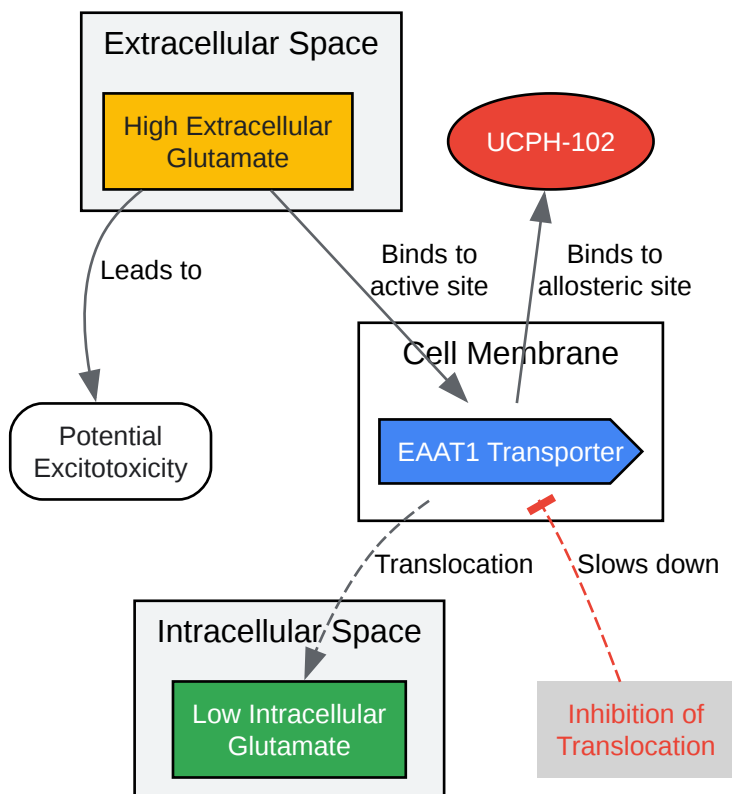 Extracellular Space
High Extracellular
Glutamate
UCPH-102
Leads to
Binds to
active site
Binds to
allosteric site
Cell Membrane
EAAT1 Transporter
Potential
Excitotoxicity
Translocation
Slows down
Intracellular Space
Low Intracellular
Glutamate
Inhibition of
Translocation